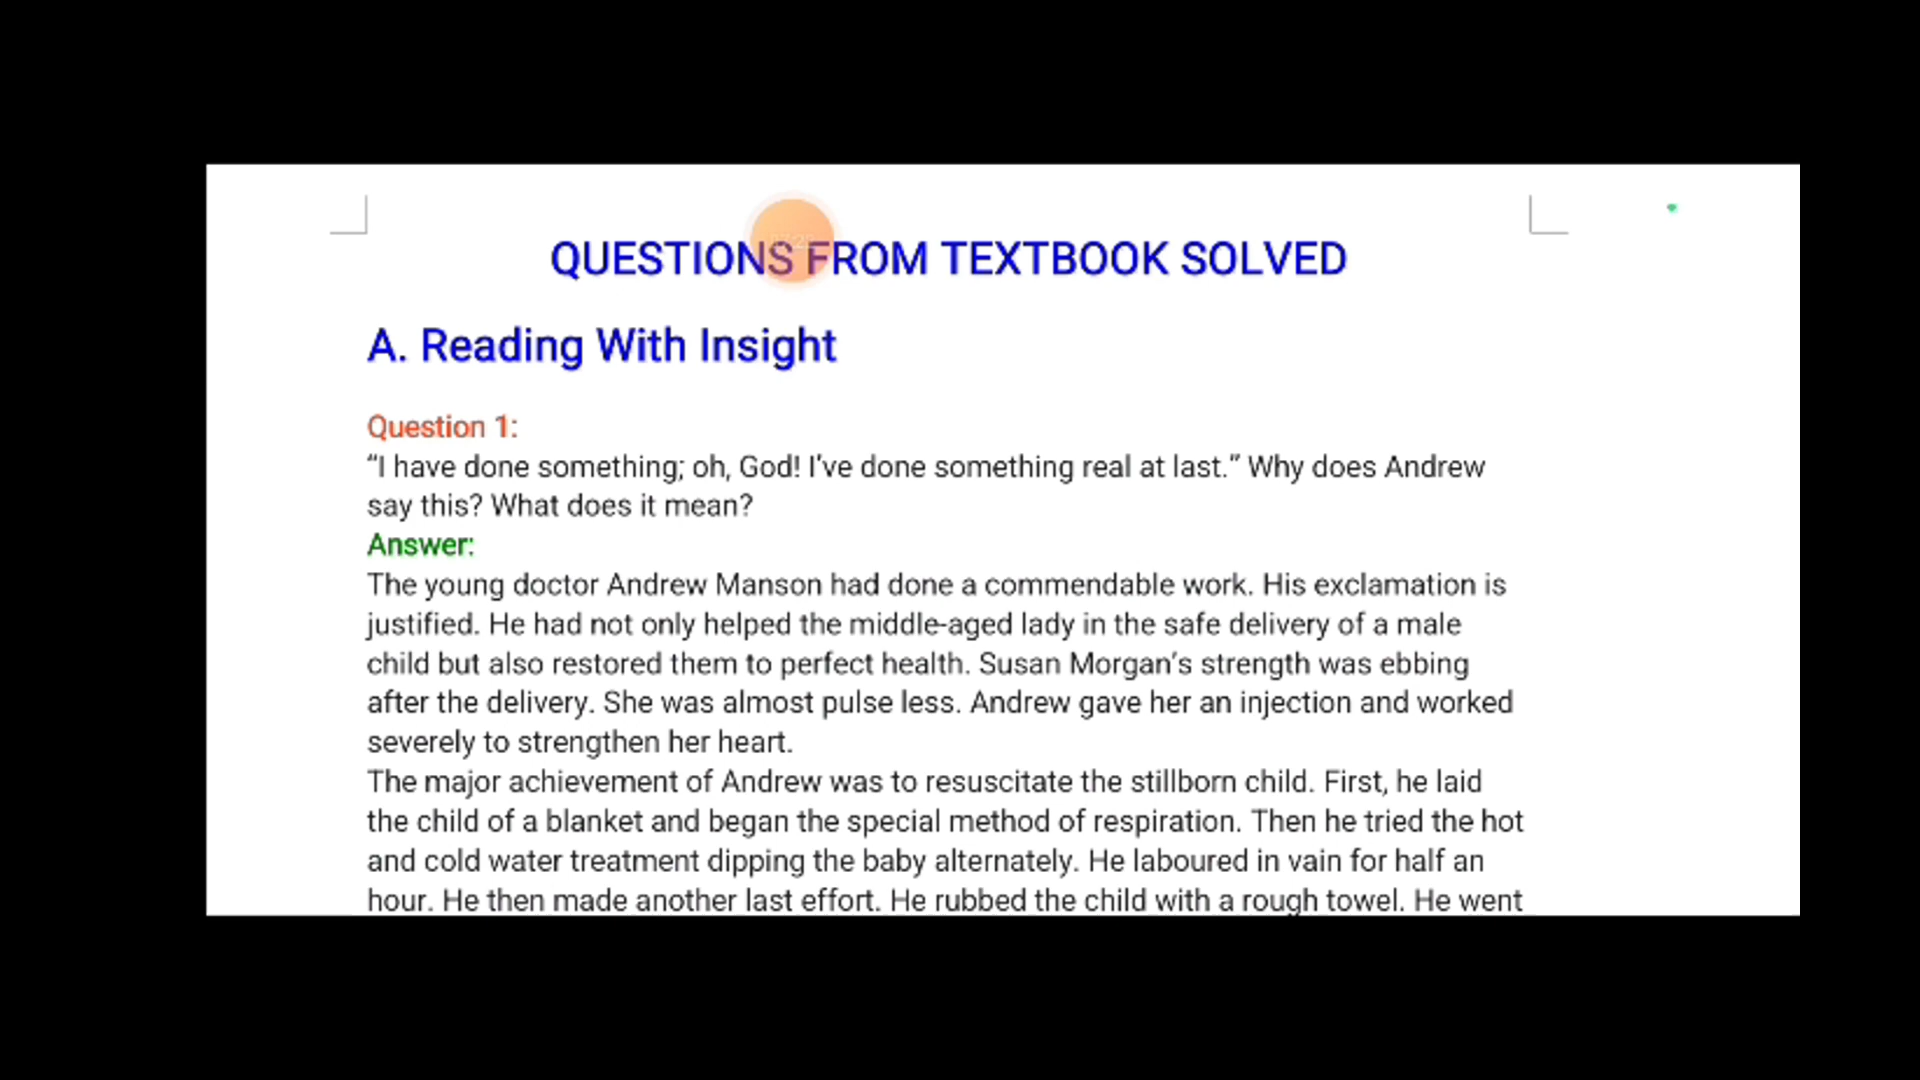 QUESTIONS FROM TEXTBOOK SOLVED
A. Reading With Insight
Question 1:
“I have done something; oh, God! I’ve done something real at last.” Why does Andrew
say this? What does it mean?
Answer:
The young doctor Andrew Manson had done a commendable work. His exclamation is
justified. He had not only helped the middle-aged lady in the safe delivery of a male
child but also restored them to perfect health. Susan Morgan’s strength was ebbing
after the delivery. She was almost pulse less. Andrew gave her an injection and worked
severely to strengthen her heart.
The major achievement of Andrew was to resuscitate the stillborn child. First, he laid
the child of a blanket and began the special method of respiration. Then he tried the hot
and cold water treatment dipping the baby alternately. He laboured in vain for half an
hour. He then made another last effort. He rubbed the child with a rough towel. He went